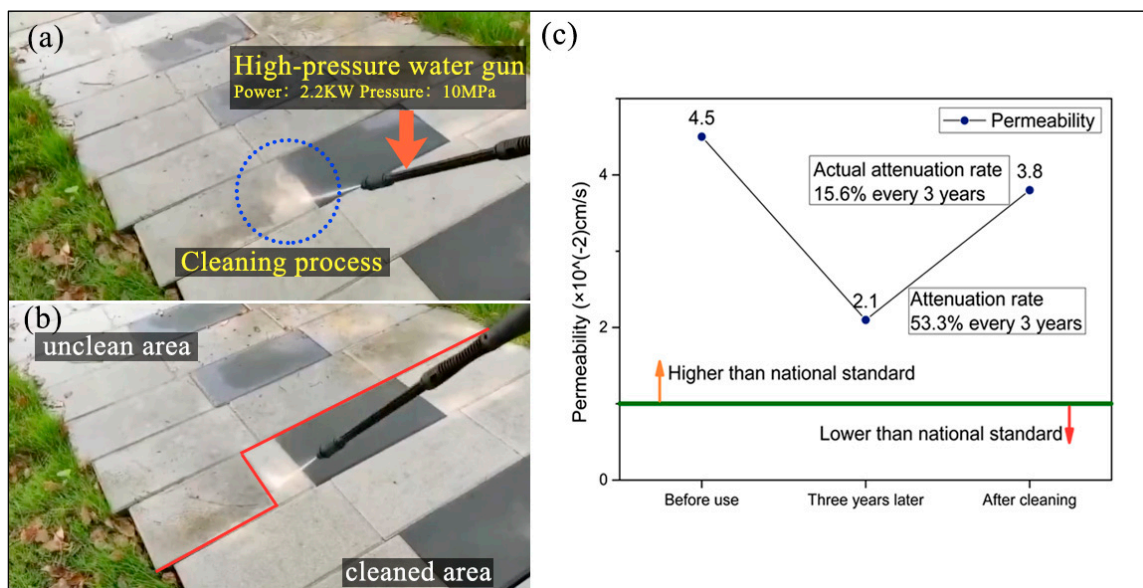 (a)
High-pressure water gun
Power：2.2KW Pressure：10MPa
Cleaning process
(b)
unclean area
cleaned area
(c)
Permeability
4.5
Actual attenuation rate
15.6% every 3 years
3.8
2.1
Attenuation rate
53.3% every 3 years
Higher than national standard
Lower than national standard
Permeability (×10^(-2)cm/s)
4
2
0
Before use
Three years later
After cleaning